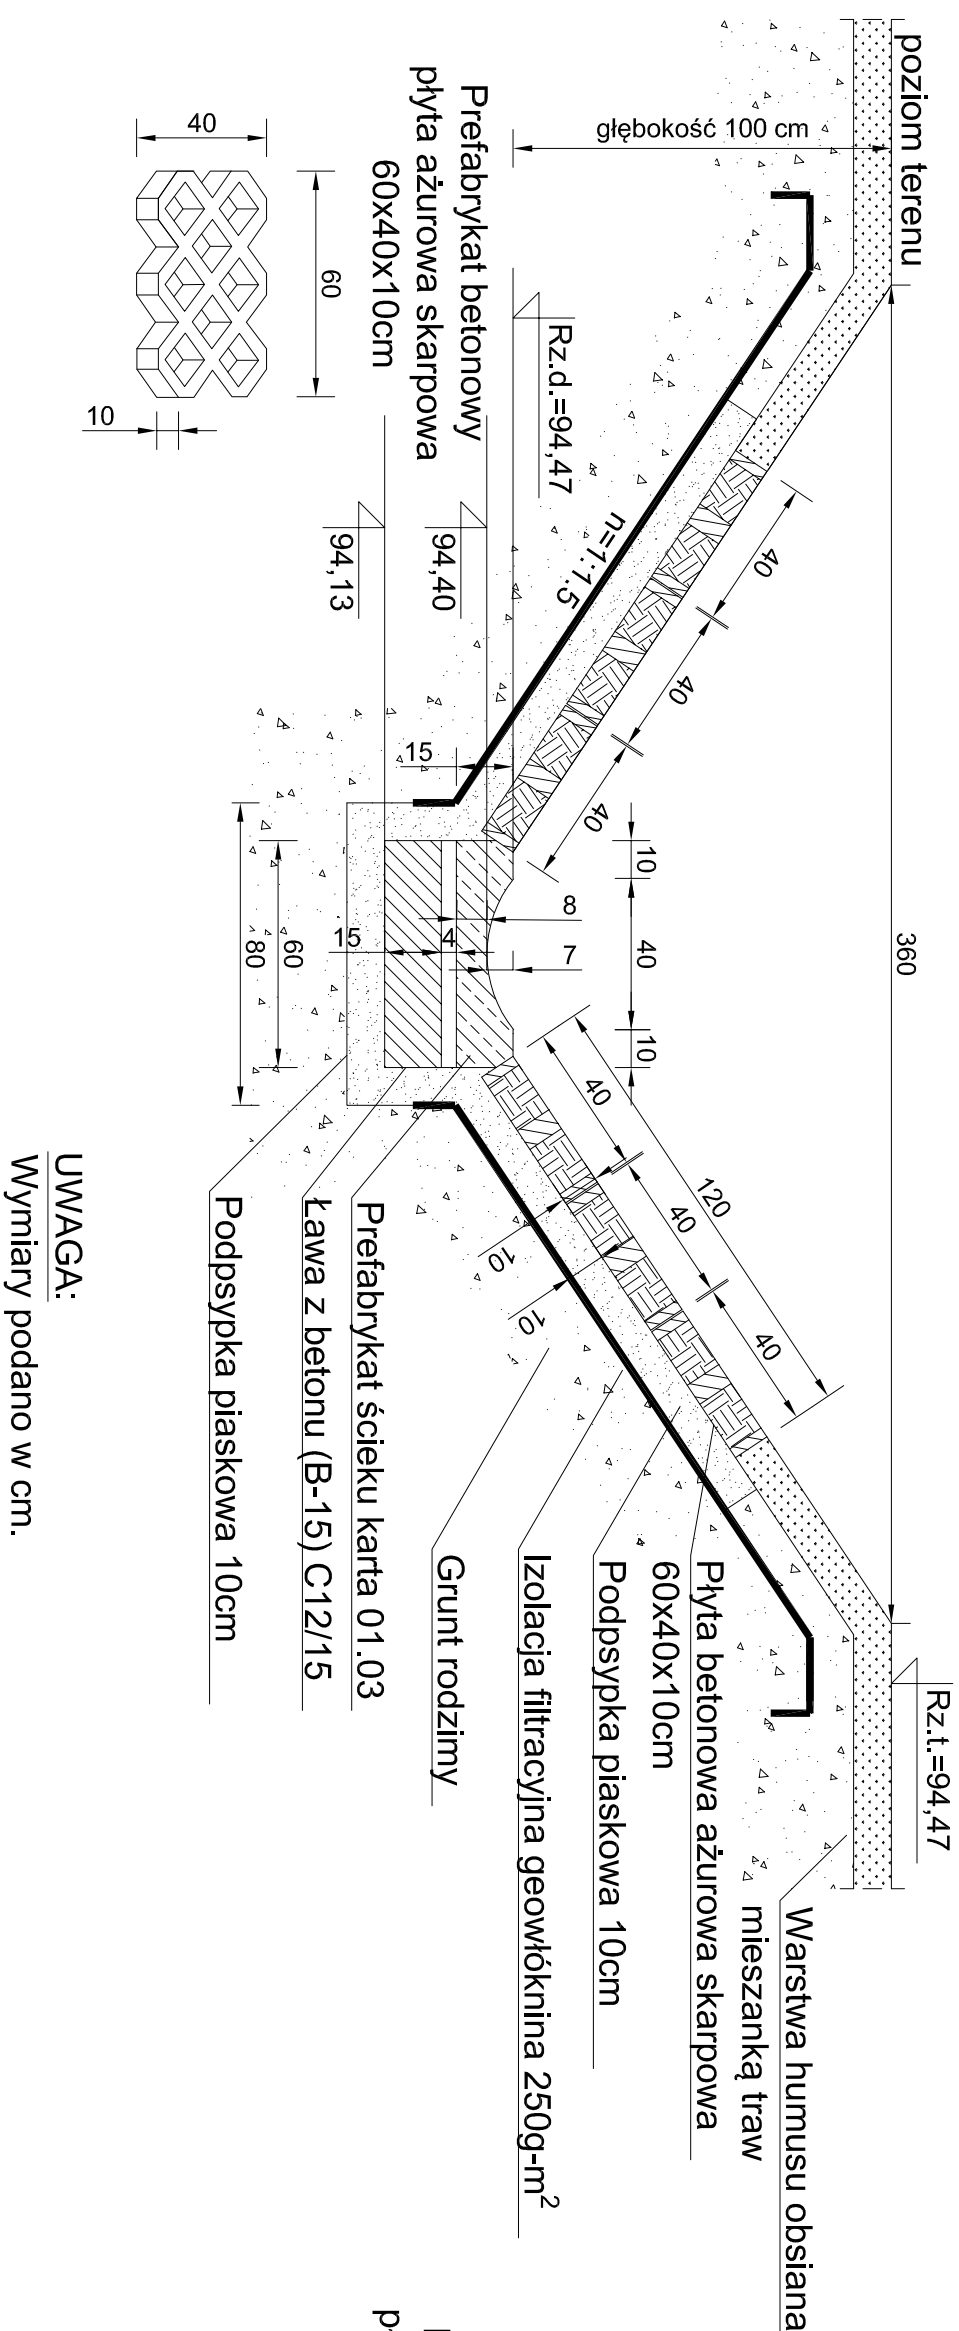 poziom terenu
360
Rz.t.=94,47
głębokość 100 cm
Warstwa humusu obsiana
mieszanką traw
Płyta betonowa ażurowa skarpowa
60x40x10cm
Podpsypka piaskowa 10cm
Izolacja filtracyjna geowłóknina 250g-m²
Grunt rodzimy
Prefabrykat ścieku karta 01.03
Ława z betonu (B-15) C12/15
Podpsypka piaskowa 10cm
40
40
40
n=1:1.5
10
40
10
120
40
40
40
10
10
Rz.d.=94,47
94,40
94,13
15
8
7
4
15
60
80
Prefabrykat betonowy
płyta ażurowa skarpowa
60x40x10cm
60
40
10
UWAGA:
Wymiary podano w cm.